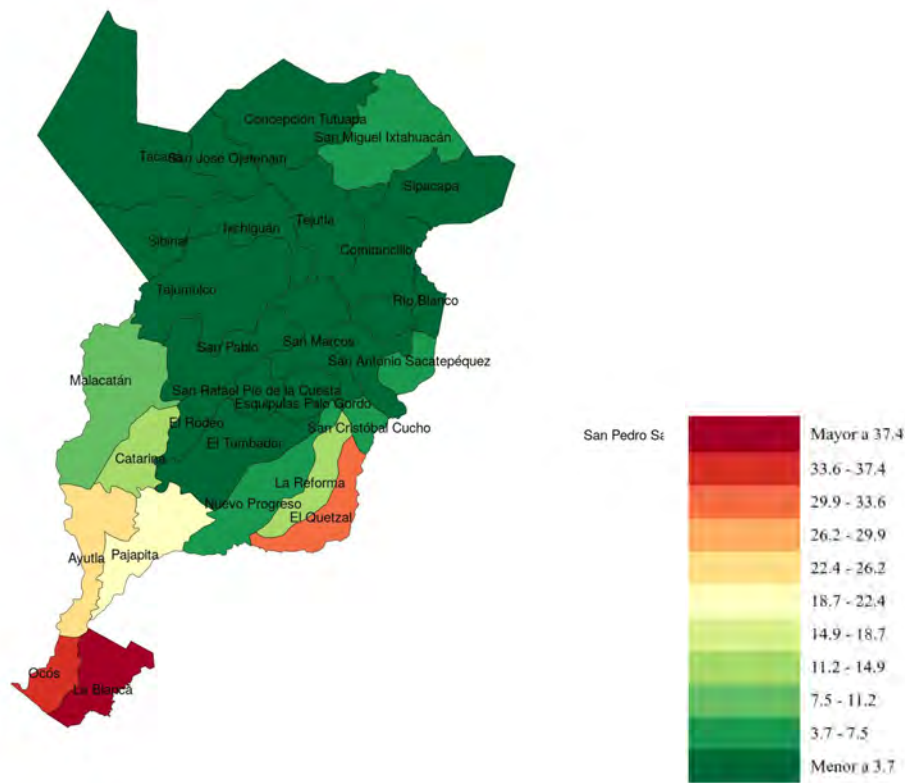 Concepción Tutuapa
San Miguel Ixtahuacán
Tacaná
San José Ojetenam
Sipacapa
Tejutla
Ixchiguán
Sibinal
Comitancillo
Tajumulco
Río Blanco
San Marcos
San Pablo
San Antonio Sacatepéquez
Malacatán
San Rafael Pie de la Cuesta
Esquipulas Palo Gordo
El Rodeo
San Cristóbal Cucho
San Pedro Sa
El Tumbador
Catarina
La Reforma
Nuevo Progreso
El Quetzal
Ayutla
Pajapita
Ocós
La Blanca
Mayor a 37.4
33.6 - 37.4
29.9 - 33.6
26.2 - 29.9
22.4 - 26.2
18.7 - 22.4
14.9 - 18.7
11.2 - 14.9
7.5 - 11.2
3.7 - 7.5
Menor a 3.7